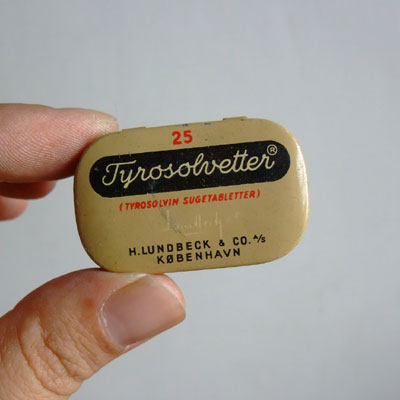 25
Tyrosolvetter®
(TYROSOLVIN SUGETABLETTER)
H.LUNDBECK & CO. A/S
KØBENHAVN